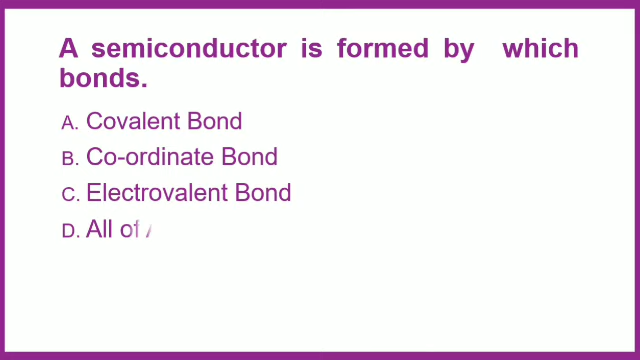 A semiconductor is formed by which
bonds.
A. Covalent Bond
B. Co-ordinate Bond
C. Electrovalent Bond
D. All of